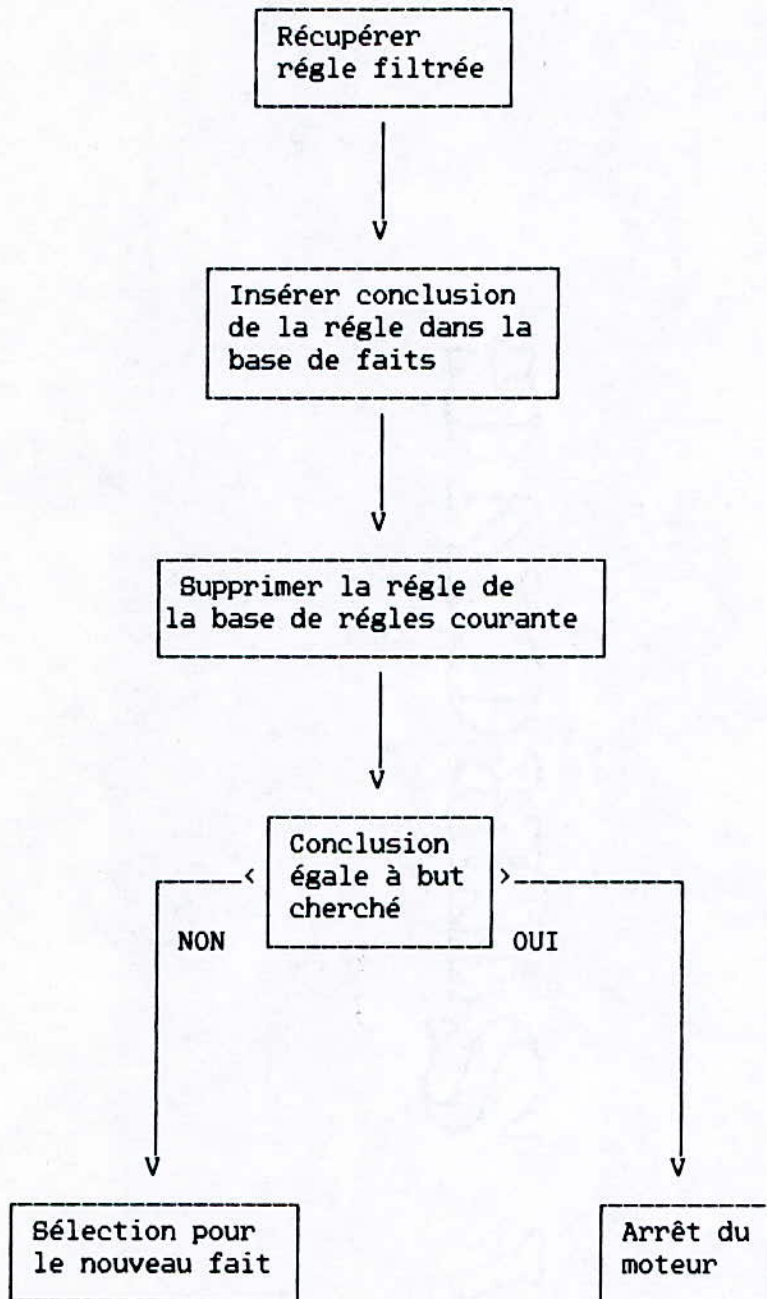 Récupérer
régle filtrée
Insérer conclusion
de la régle dans la
base de faits
Supprimer la régle de
la base de régles courante
Conclusion
égale à but
cherché
NON
OUI
Sélection pour
le nouveau fait
Arrêt du
moteur